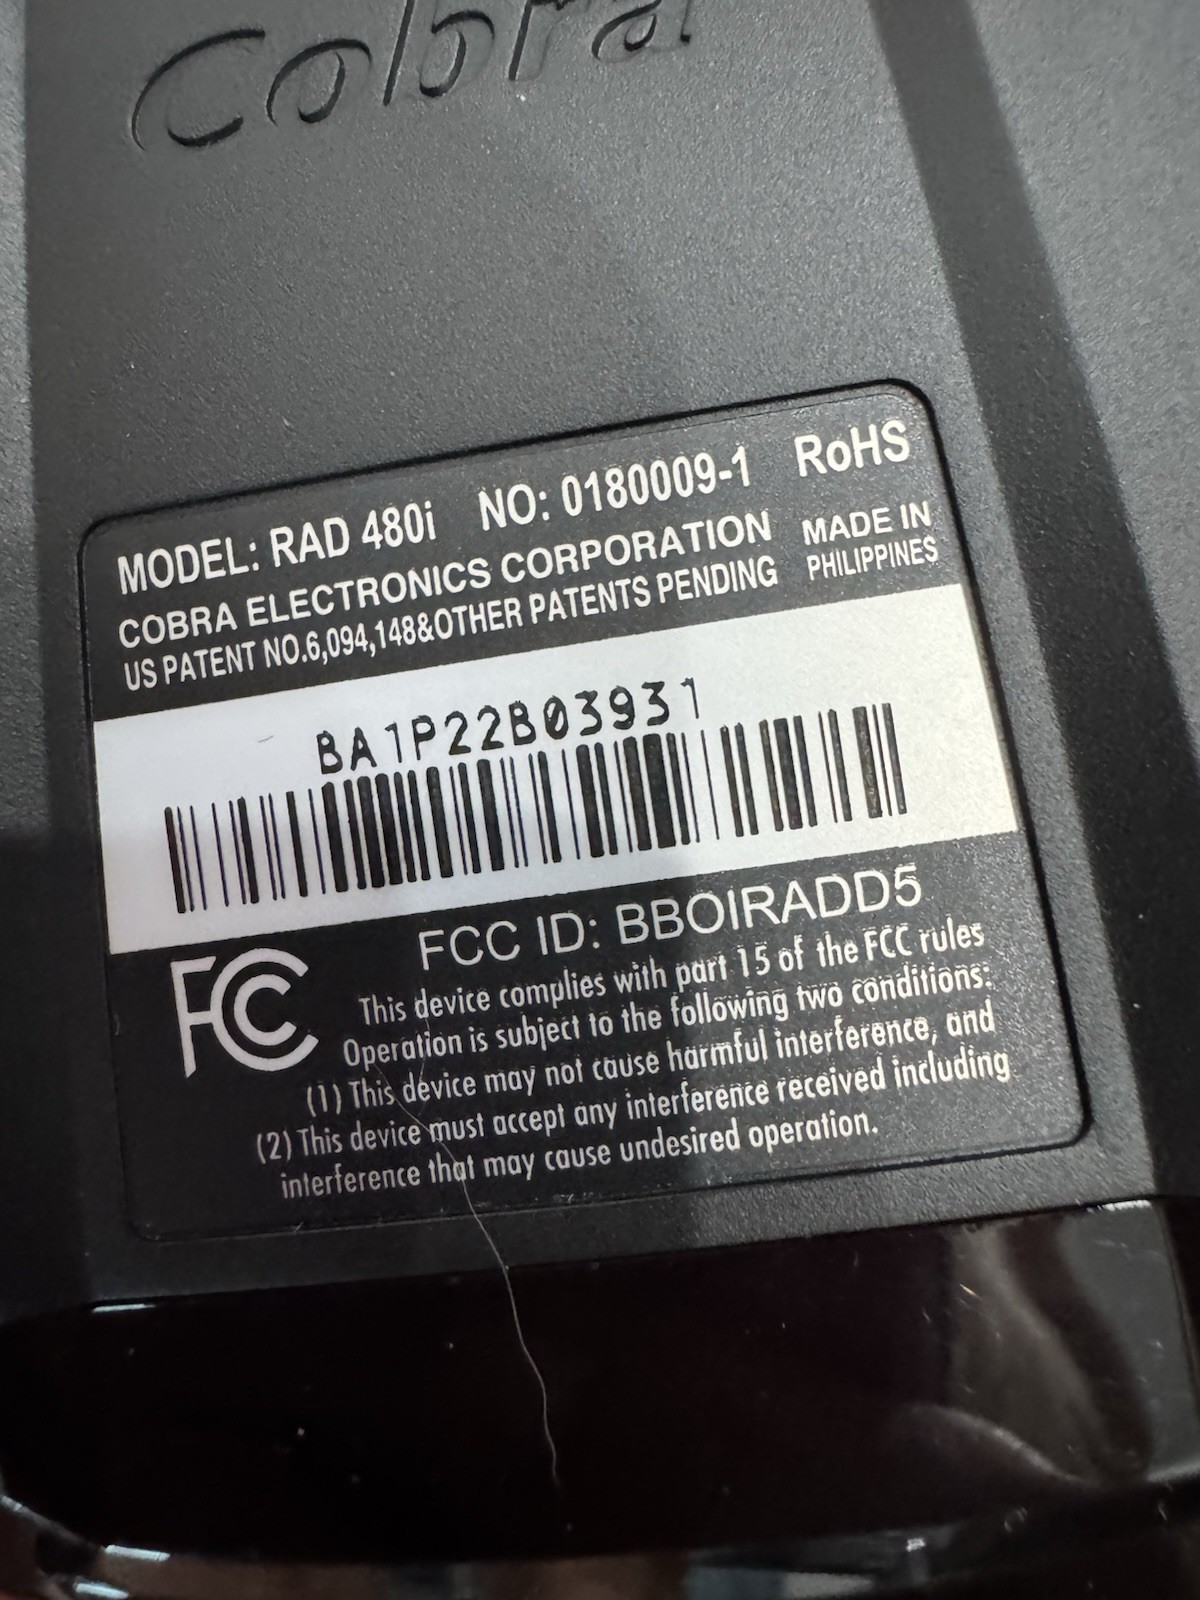 Cobra
MODEL: RAD 480i NO: 0180009-1 RoHS
COBRA ELECTRONICS CORPORATION MADE IN
US PATENT NO.6,094,148&OTHER PATENTS PENDING PHILIPPINES
BA1P22B03931
FCC ID: BBOIRADD5
FC This device complies with part 15 of the FCC rules
Operation is subject to the following two conditions:
(1) This device may not cause harmful interference, and
(2) This device must accept any interference received including
interference that may cause undesired operation.